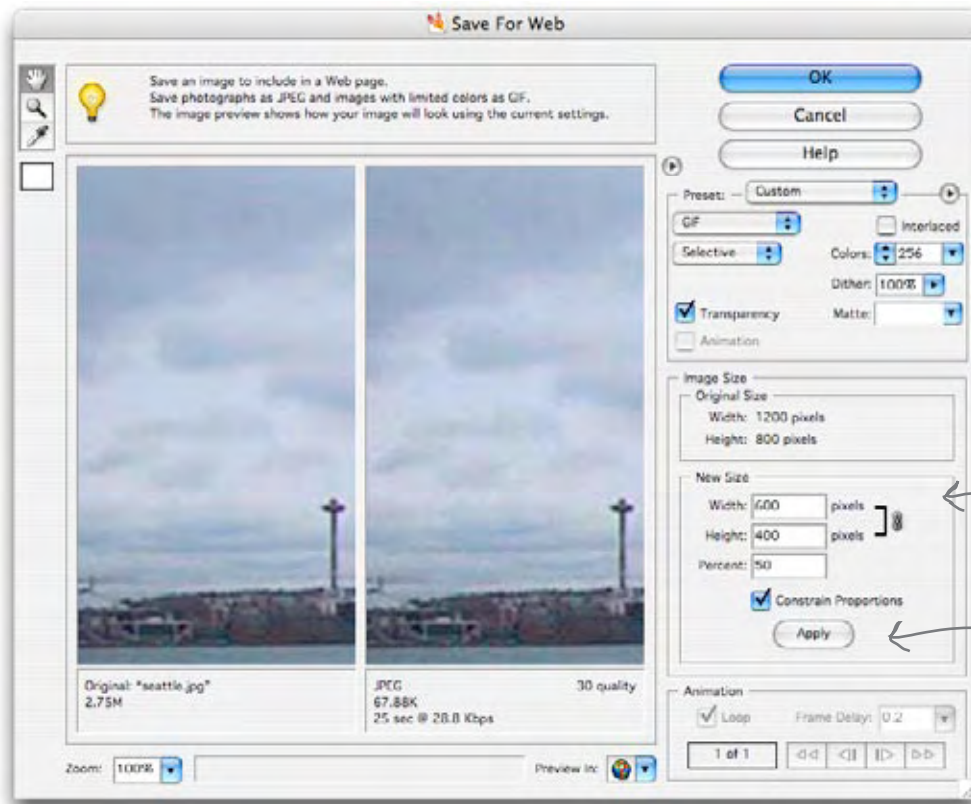 Save For Web
Save an image to include in a Web page.
Save photographs as JPEG and images with limited colors as GIF.
The image preview shows how your image will look using the current settings.
OK
Cancel
Help
Preset: Custom
GIF
Interlaced
Selective
Colors: 256
Dither: 100%
Transparency
Matte:
Animation
Image Size
Original Size
Width: 1200 pixels
Height: 800 pixels
New Size
Width: 600 pixels
Height: 400 pixels
Percent: 50
Constrain Proportions
Apply
Original: "seattle.jpg"
2.75M
JPEG 30 quality
67.88K
25 sec @ 28.8 Kbps
Animation
Loop Frame Delay: 0.2
1 of 1
Zoom: 100%
Preview In: